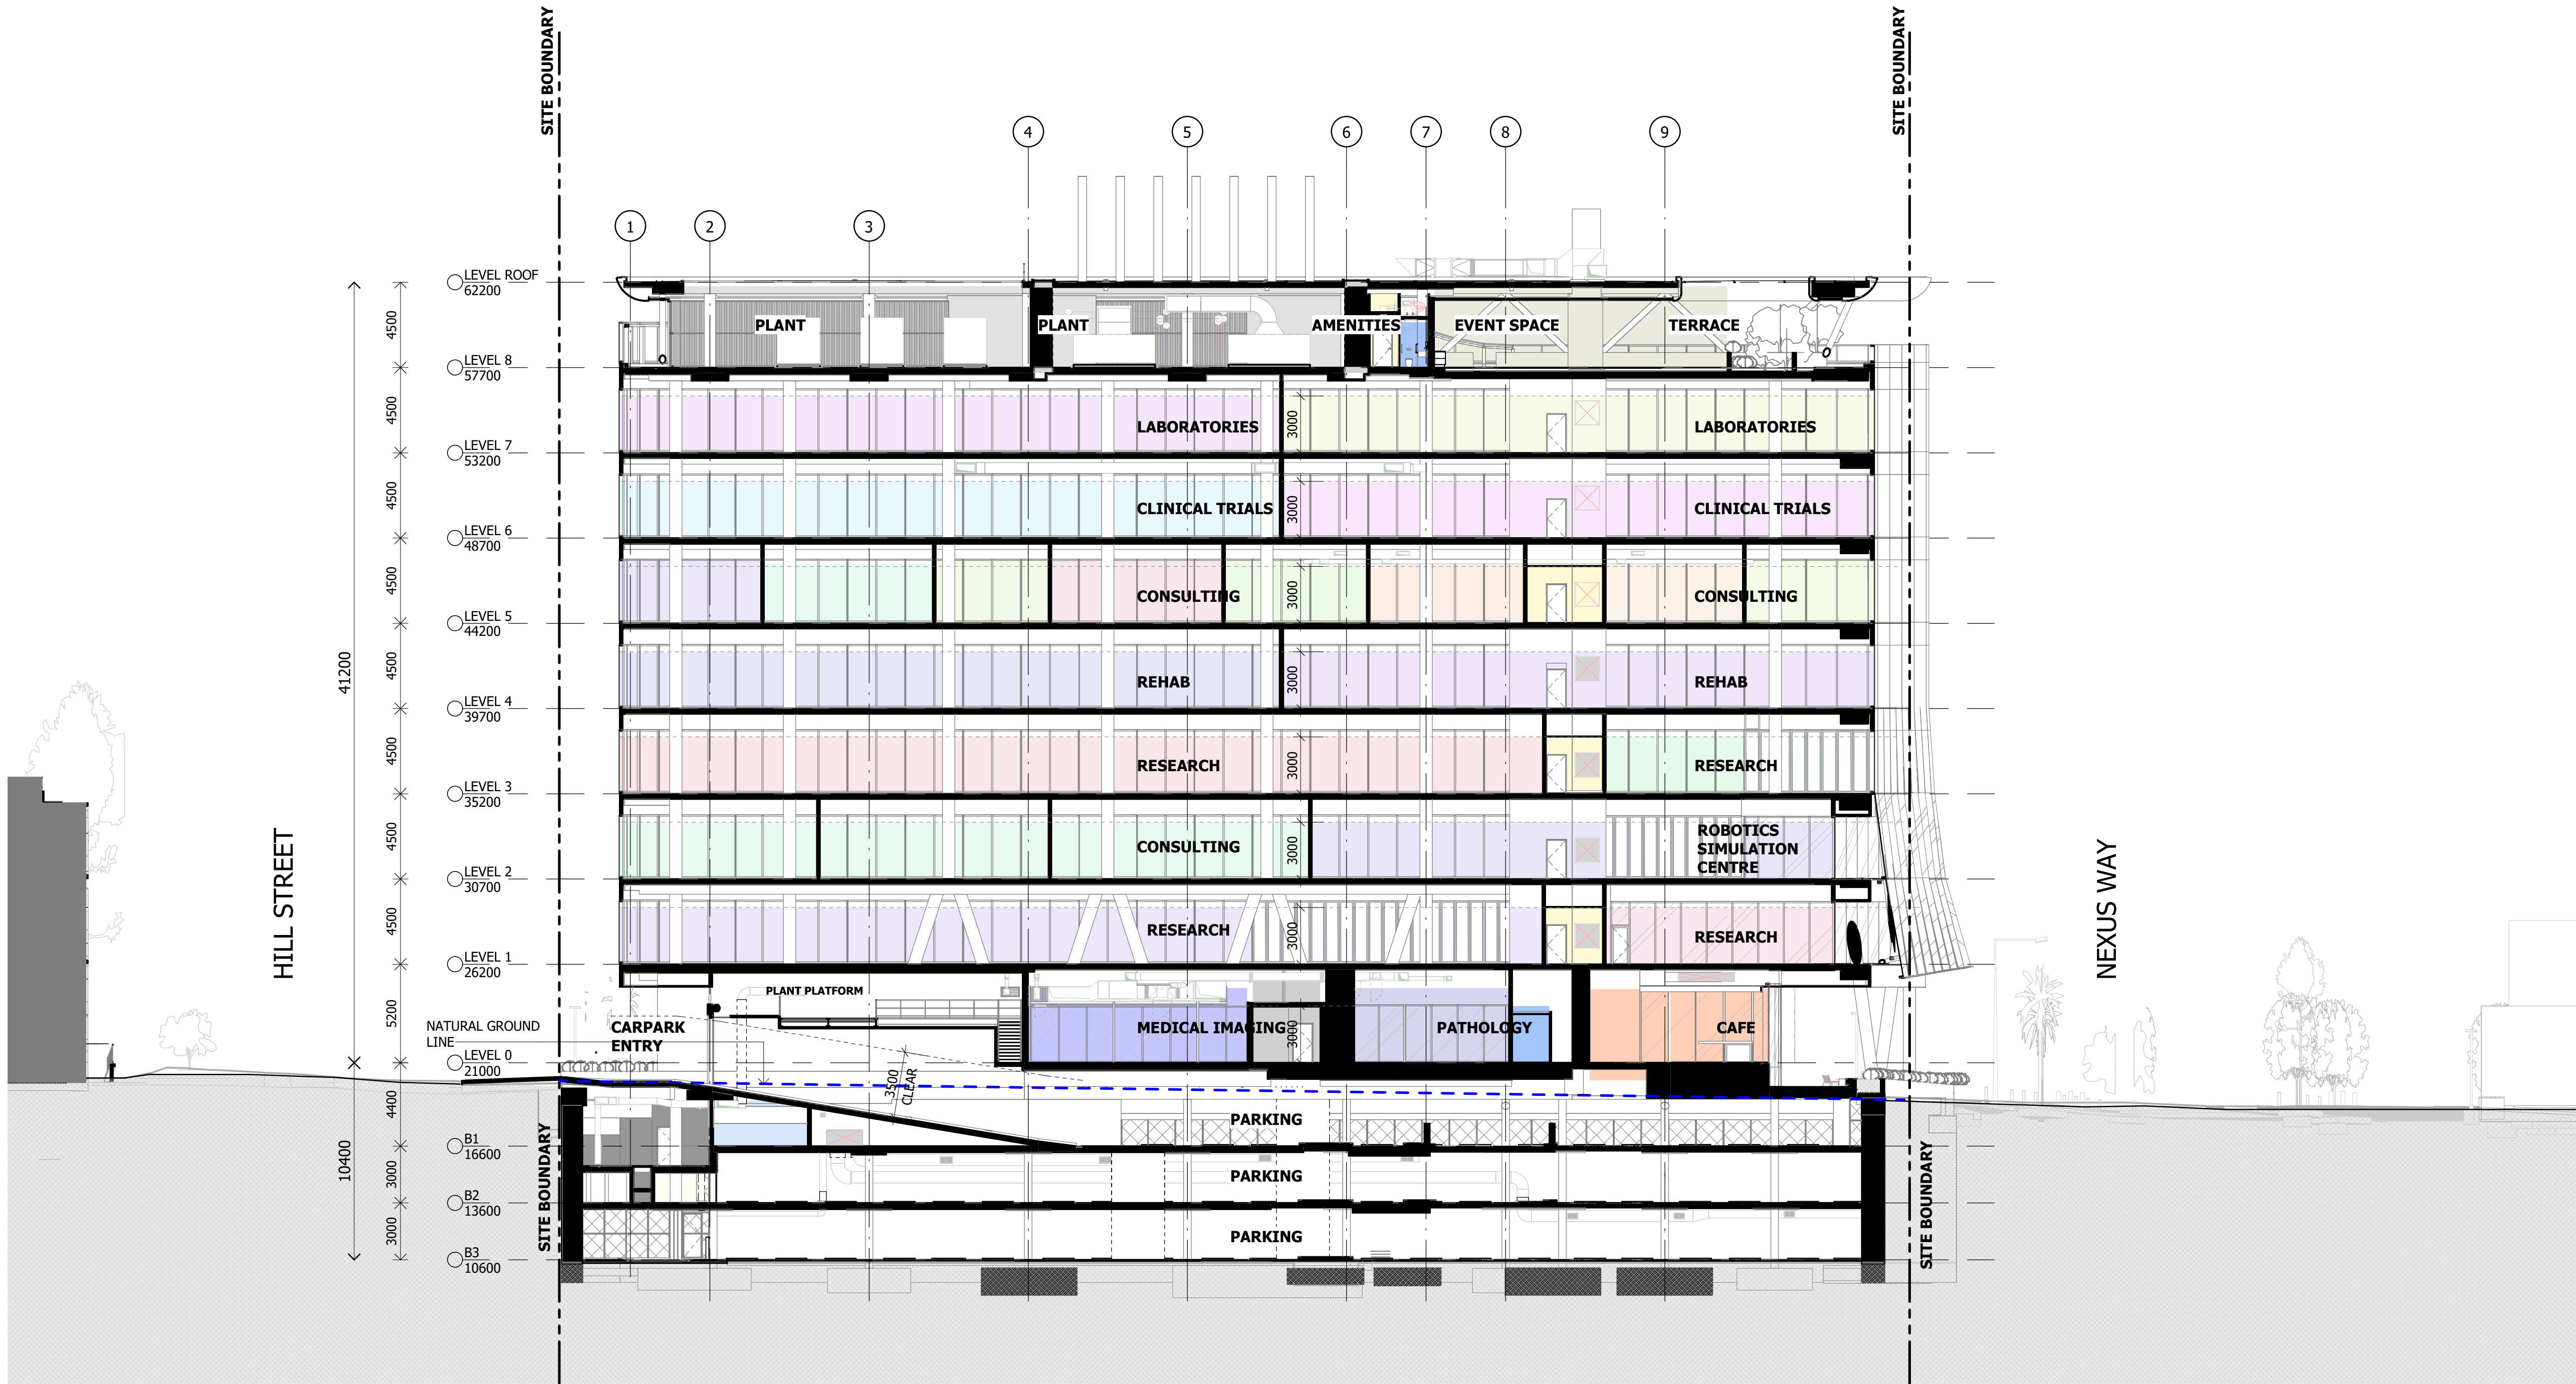 SITE BOUNDARY
SITE BOUNDARY
4
5
6
7
8
9
1
2
3
LEVEL ROOF
62200
4500
PLANT
PLANT
AMENITIES
EVENT SPACE
TERRACE
LEVEL 8
57700
4500
LABORATORIES
3000
LABORATORIES
LEVEL 7
53200
4500
CLINICAL TRIALS
3000
CLINICAL TRIALS
LEVEL 6
48700
4500
CONSULTING
3000
CONSULTING
LEVEL 5
44200
41200
4500
REHAB
3000
REHAB
LEVEL 4
39700
4500
RESEARCH
3000
RESEARCH
LEVEL 3
35200
4500
CONSULTING
3000
ROBOTICS
SIMULATION
CENTRE
LEVEL 2
30700
4500
RESEARCH
3000
RESEARCH
HILL STREET
NEXUS WAY
LEVEL 1
26200
5200
PLANT PLATFORM
NATURAL GROUND
LINE
CARPARK
ENTRY
MEDICAL IMAGING
3000
PATHOLOGY
CAFE
LEVEL 0
21000
3500
CLEAR
4400
PARKING
B1
16600
10400
3000
PARKING
B2
13600
3000
PARKING
B3
10600
SITE BOUNDARY
SITE BOUNDARY